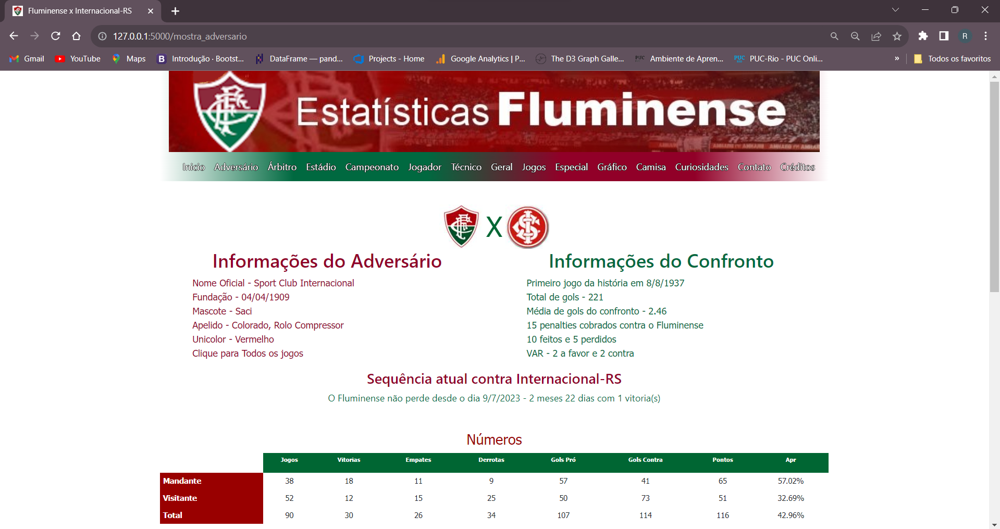 Fluminense x Internacional-RS
127.0.0.1:5000/mostra_adversario
R
Gmail YouTube Maps B Introdução · Bootst... DataFrame — pand... Projects - Home Google Analytics | P... The D3 Graph Galle... PUC Ambiente de Apren... PUC RIO PUC-Rio - PUC Onli... » Todos os favoritos
Estatísticas Fluminense
Inicio Adversário Árbitro Estádio Campeonato Jogador Técnico Geral Jogos Especial Gráfico Camisa Curiosidades Contato Créditos
X
Informações do Adversário
Nome Oficial - Sport Club Internacional
Fundação - 04/04/1909
Mascote - Saci
Apelido - Colorado, Rolo Compressor
Unicolor - Vermelho
Clique para Todos os jogos
Informações do Confronto
Primeiro jogo da história em 8/8/1937
Total de gols - 221
Média de gols do confronto - 2.46
15 penalties cobrados contra o Fluminense
10 feitos e 5 perdidos
VAR - 2 a favor e 2 contra
Sequência atual contra Internacional-RS
O Fluminense não perde desde o dia 9/7/2023 - 2 meses 22 dias com 1 vitoria(s)
Números
Jogos Vitorias Empates Derrotas Gols Pró Gols Contra Pontos Apr
Mandante 38 18 11 9 57 41 65 57.02%
Visitante 52 12 15 25 50 73 51 32.69%
Total 90 30 26 34 107 114 116 42.96%